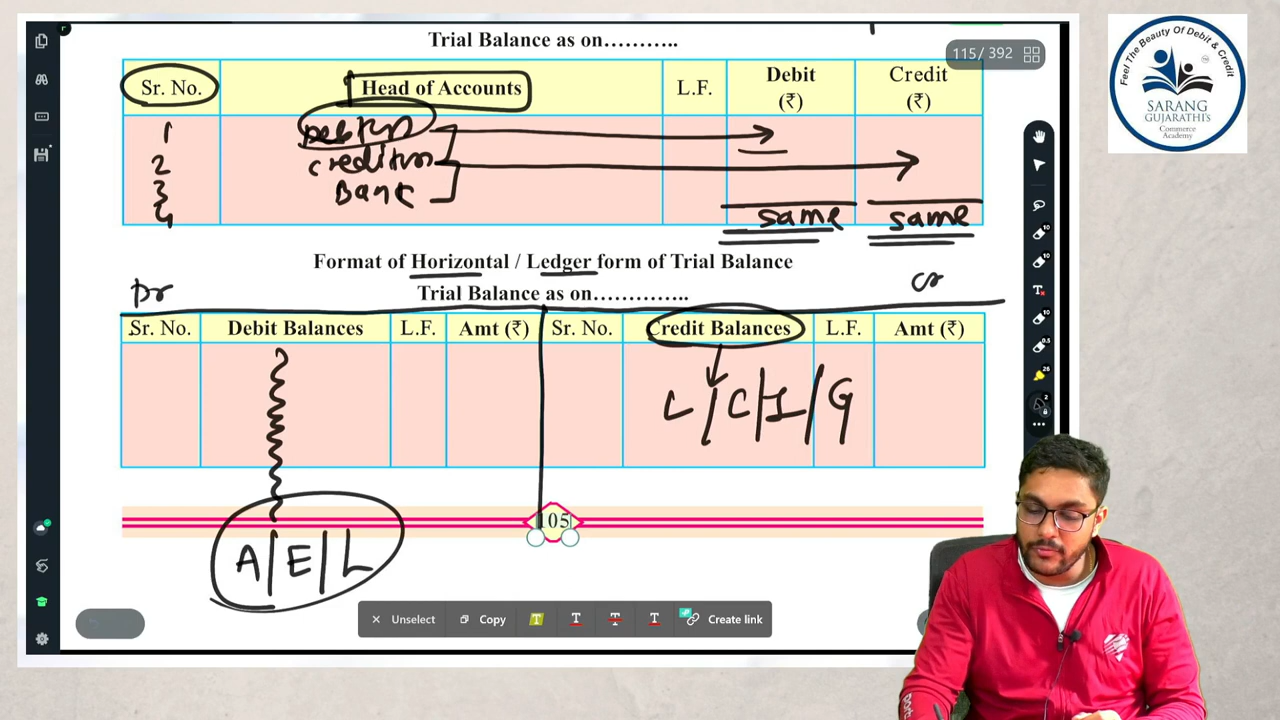 Trial Balance as on………..
115 / 392
Sr. No. Head of Accounts L.F. Debit (₹) Credit (₹)
1 Debtors
2 creditors
3 Bank
4
same same
Format of Horizontal / Ledger form of Trial Balance
Dr Trial Balance as on………….. Cr
Sr. No. Debit Balances L.F. Amt (₹) Sr. No. Credit Balances L.F. Amt (₹)
L / C / I / G
105
A | E | L
Unselect Copy T T T T Create link
Feel The Beauty Of Debit & Credit
SARANG
GUJARATHI's
Commerce
Academy